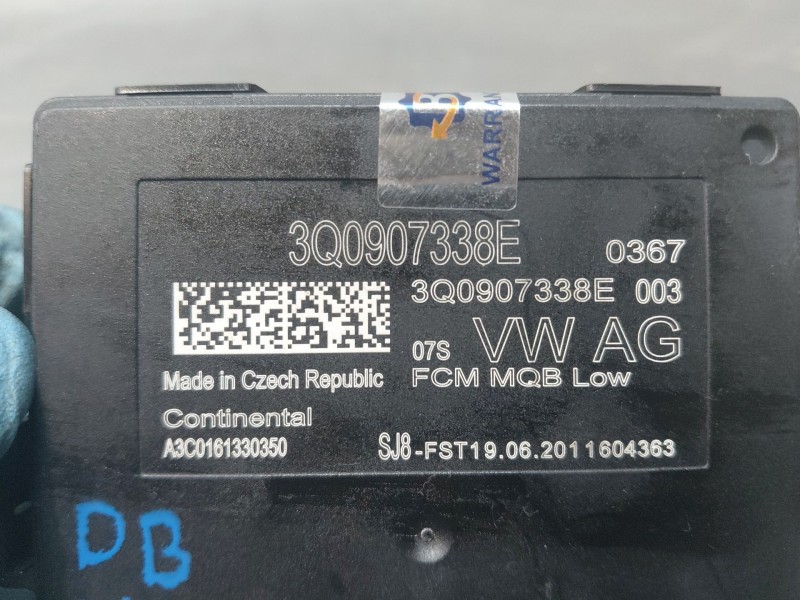 B
WARRAN
3Q0907338E 0367
3Q0907338E 003
07S VW AG
Made in Czech Republic FCM MQB Low
Continental
A3C0161330350 SJ8-FST19.06.2011604363
DB